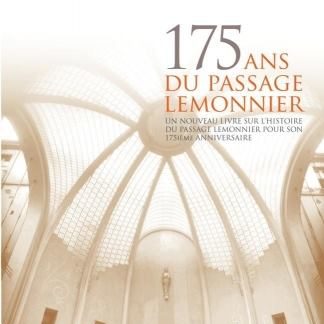 175 ANS
DU PASSAGE
LEMONNIER
UN NOUVEAU LIVRE SUR L'HISTOIRE
DU PASSAGE LEMONNIER POUR SON
175IÈME ANNIVERSAIRE